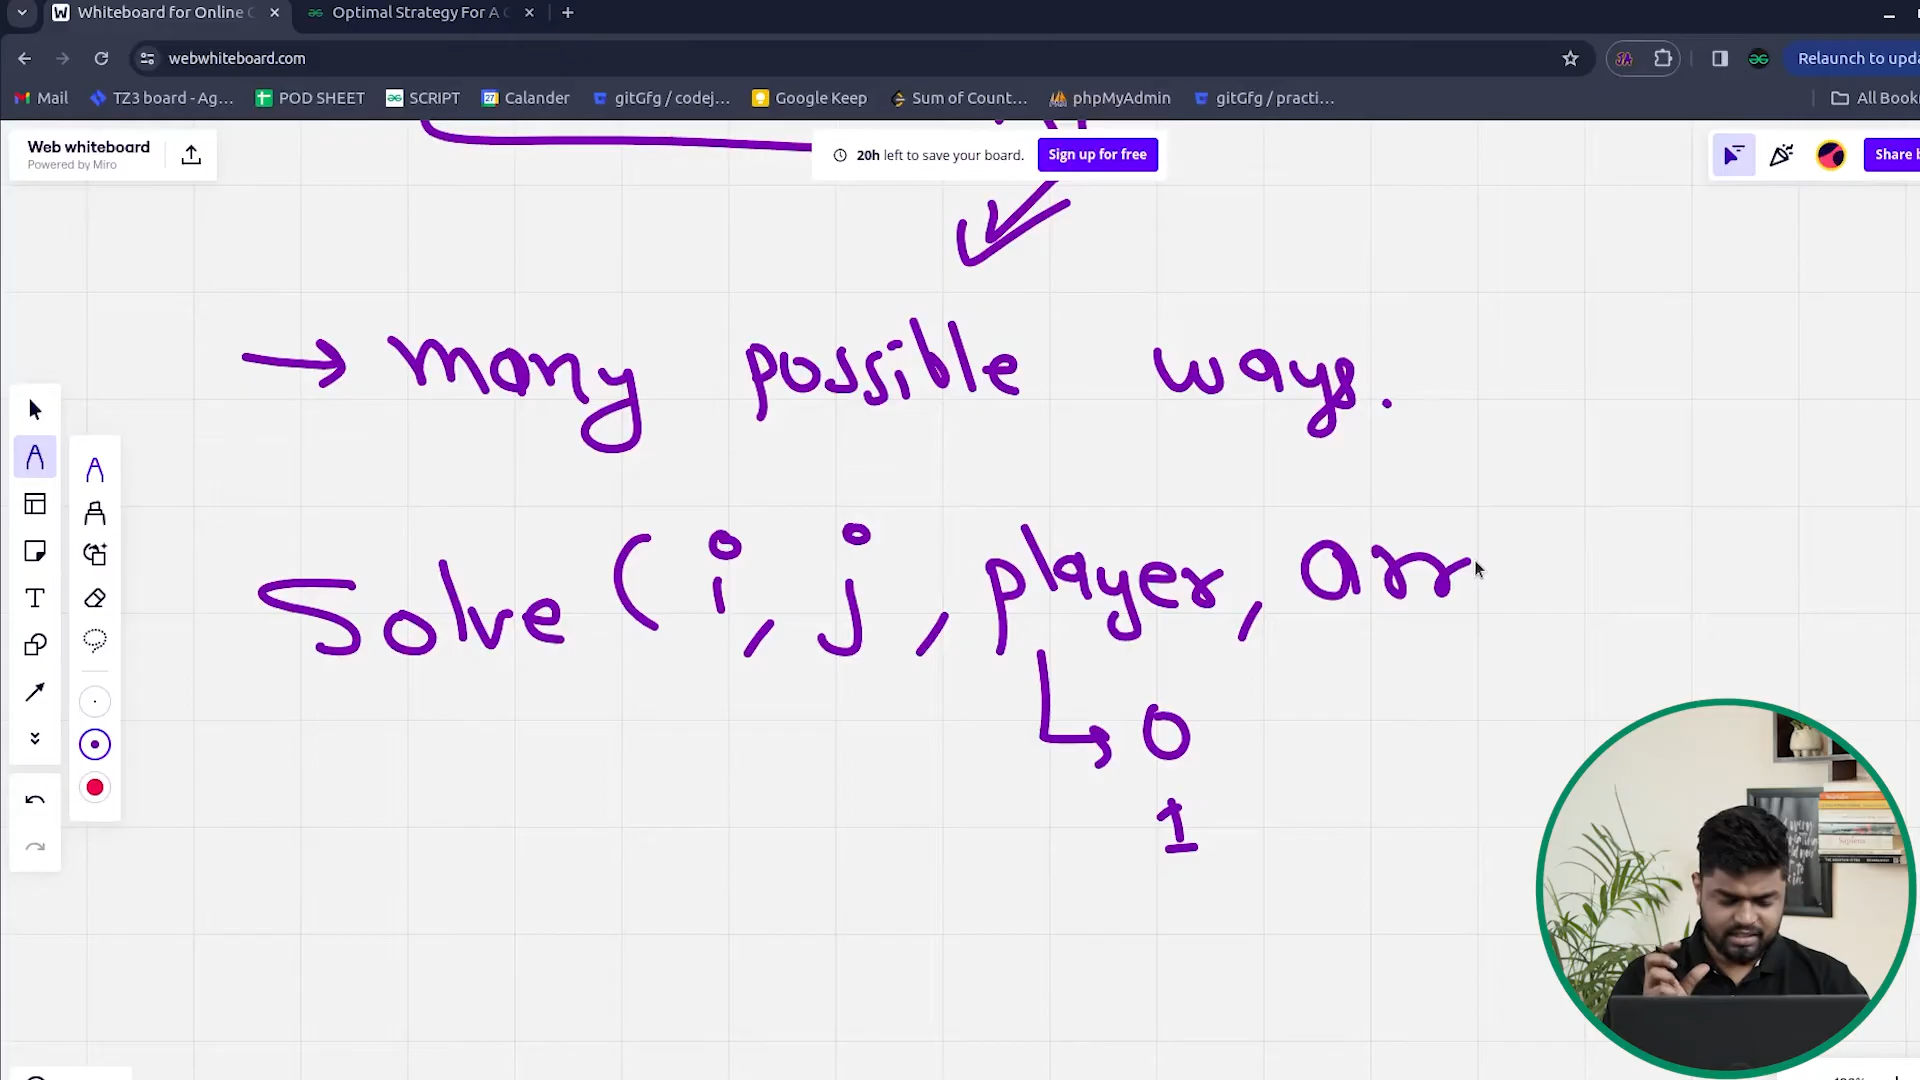 Whiteboard for Online C
Optimal Strategy For A G
webwhiteboard.com
Relaunch to upda
Mail
TZ3 board - Ag...
POD SHEET
SCRIPT
27 Calander
gitGfg / codej...
Google Keep
Sum of Count...
phpMyAdmin
gitGfg / practi...
All Book
Web whiteboard
Powered by Miro
20h left to save your board.
Sign up for free
Share b
→ many possible ways.
Solve ( i, j, player, arr
0
1